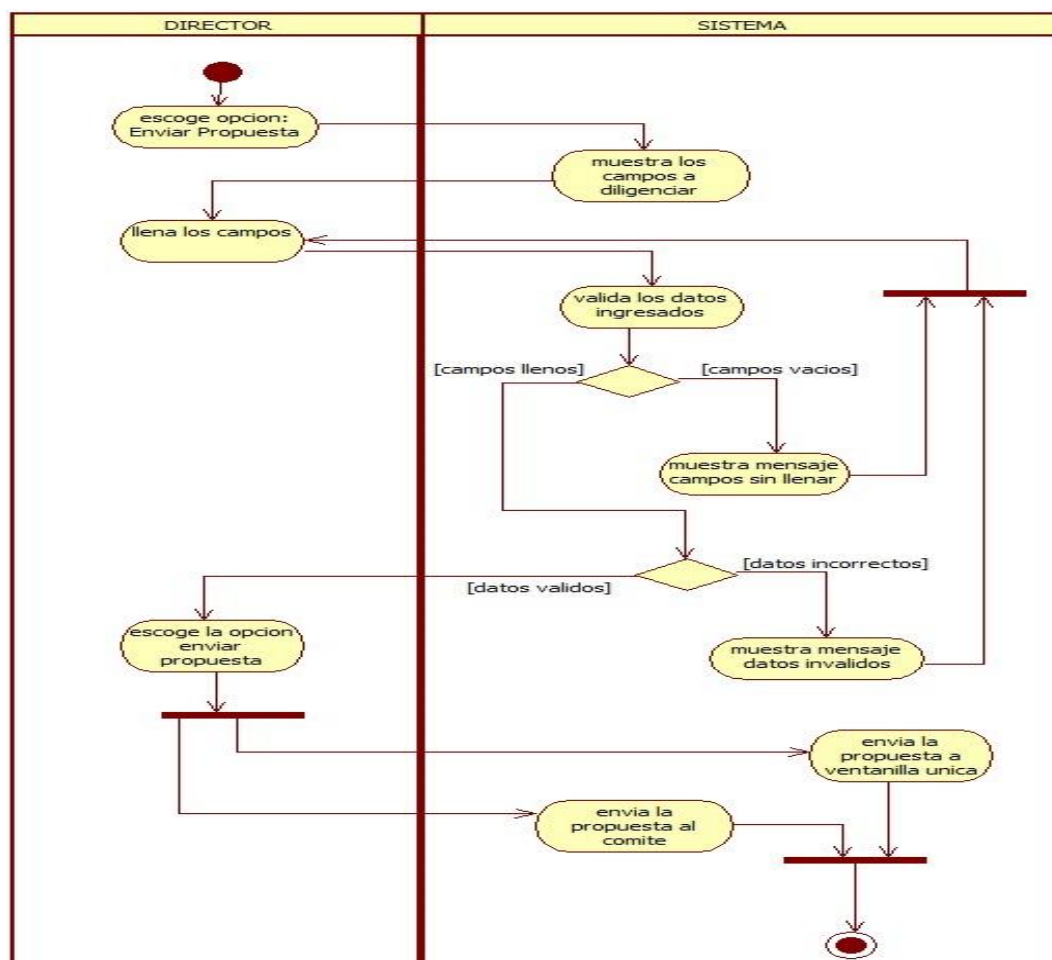 DIRECTOR
SISTEMA
escoge opcion:
Enviar Propuesta
muestra los
campos a
diligenciar
llena los campos
valida los datos
ingresados
[campos llenos]
[campos vacios]
muestra mensaje
campos sin llenar
[datos incorrectos]
[datos validos]
escoge la opcion
enviar
propuesta
muestra mensaje
datos invalidos
envia la
propuesta a
ventanilla unica
envia la
propuesta al
comite